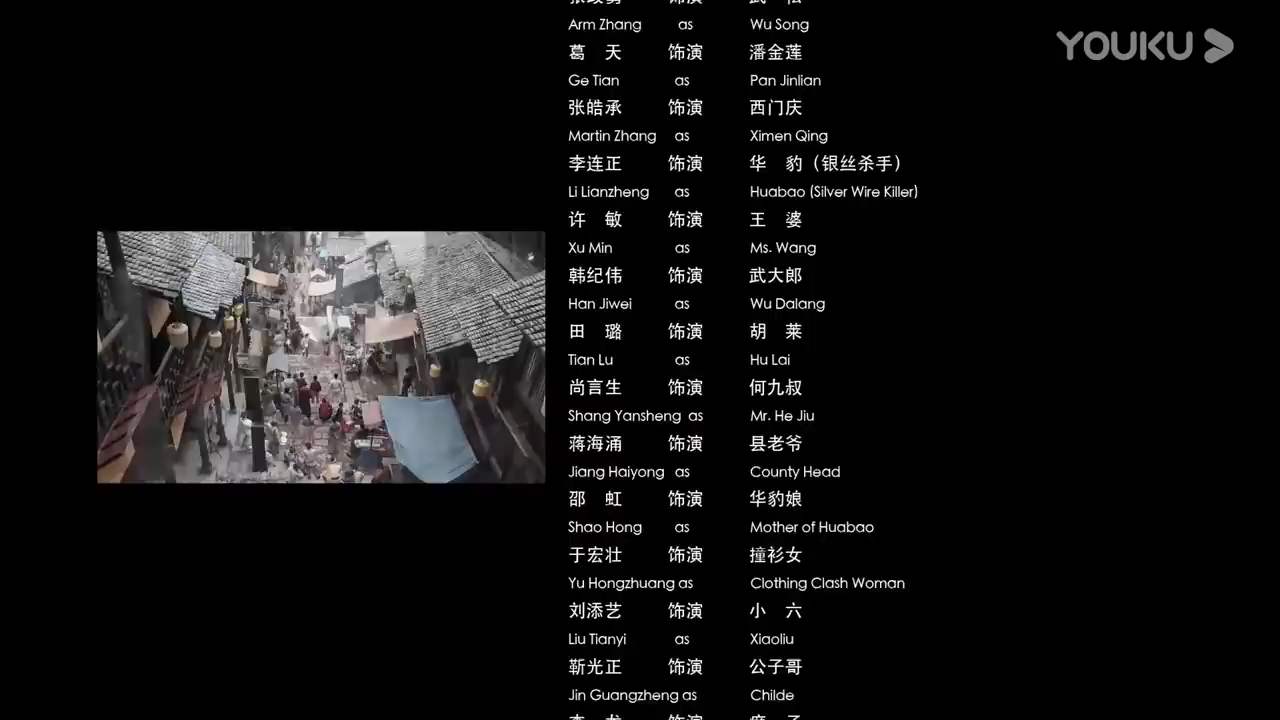 YOUKU
Arm Zhang as Wu Song
葛 天 饰演 潘金莲
Ge Tian as Pan Jinlian
张皓承 饰演 西门庆
Martin Zhang as Ximen Qing
李连正 饰演 华 豹（银丝杀手）
Li Lianzheng as Huabao (Silver Wire Killer)
许 敏 饰演 王 婆
Xu Min as Ms. Wang
韩纪伟 饰演 武大郎
Han Jiwei as Wu Dalang
田 璐 饰演 胡 莱
Tian Lu as Hu Lai
尚言生 饰演 何九叔
Shang Yansheng as Mr. He Jiu
蒋海涌 饰演 县老爷
Jiang Haiyong as County Head
邵 虹 饰演 华豹娘
Shao Hong as Mother of Huabao
于宏壮 饰演 撞衫女
Yu Hongzhuang as Clothing Clash Woman
刘添艺 饰演 小 六
Liu Tianyi as Xiaoliu
靳光正 饰演 公子哥
Jin Guangzheng as Childe